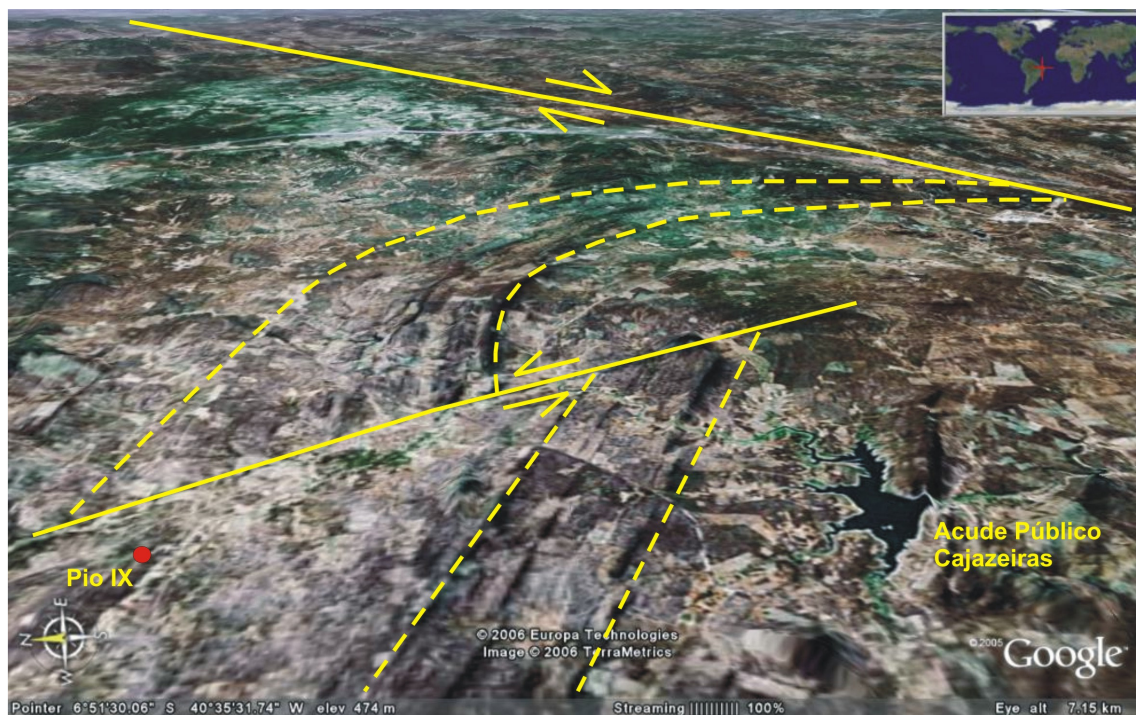 Acude Público
Cajazeiras
Pio IX
E
N
S
W
© 2006 Europa Technologies
Image © 2006 TerraMetrics
©2005 Google
Pointer 6°51'30.06" S 40°35'31.74" W elev 474 m
Streaming |||||||||| 100%
Eye alt 7.15 km